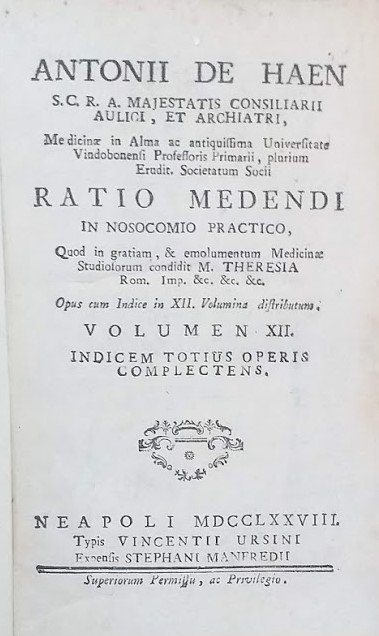 ANTONII DE HAEN
S. C. R. A. MAJESTATIS CONSILIARII
AULICI, ET ARCHIATRI,
Medicinæ in Alma ac antiquiſſima Univerſitate
Vindobonenſi Profeſſoris Primarii, plurium
Erudit. Societatum Socii
RATIO MEDENDI
IN NOSOCOMIO PRACTICO,
Quod in gratiam, & emolumentum Medicinæ
Studioſorum condidit M. THERESIA
Rom. Imp. &c. &c. &c.
Opus cum Indice in XII. Volumina diſtributum.
VOLUMEN XII.
INDICEM TOTIUS OPERIS
COMPLECTENS.
NEAPOLI MDCCLXXVIII.
Typis VINCENTII URSINI
Expenſis STEPHANI MANFREDII
Superiorum Permiſſu, ac Privilegio.